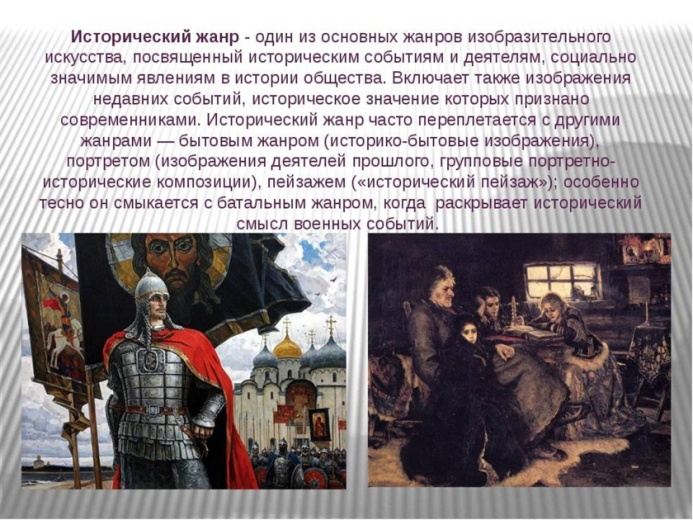 Исторический жанр - один из основных жанров изобразительного
искусства, посвященный историческим событиям и деятелям, социально
значимым явлениям в истории общества. Включает также изображения
недавних событий, историческое значение которых признано
современниками. Исторический жанр часто переплетается с другими
жанрами — бытовым жанром (историко-бытовые изображения),
портретом (изображения деятелей прошлого, групповые портретно-
исторические композиции), пейзажем («исторический пейзаж»); особенно
тесно он смыкается с батальным жанром, когда раскрывает исторический
смысл военных событий.